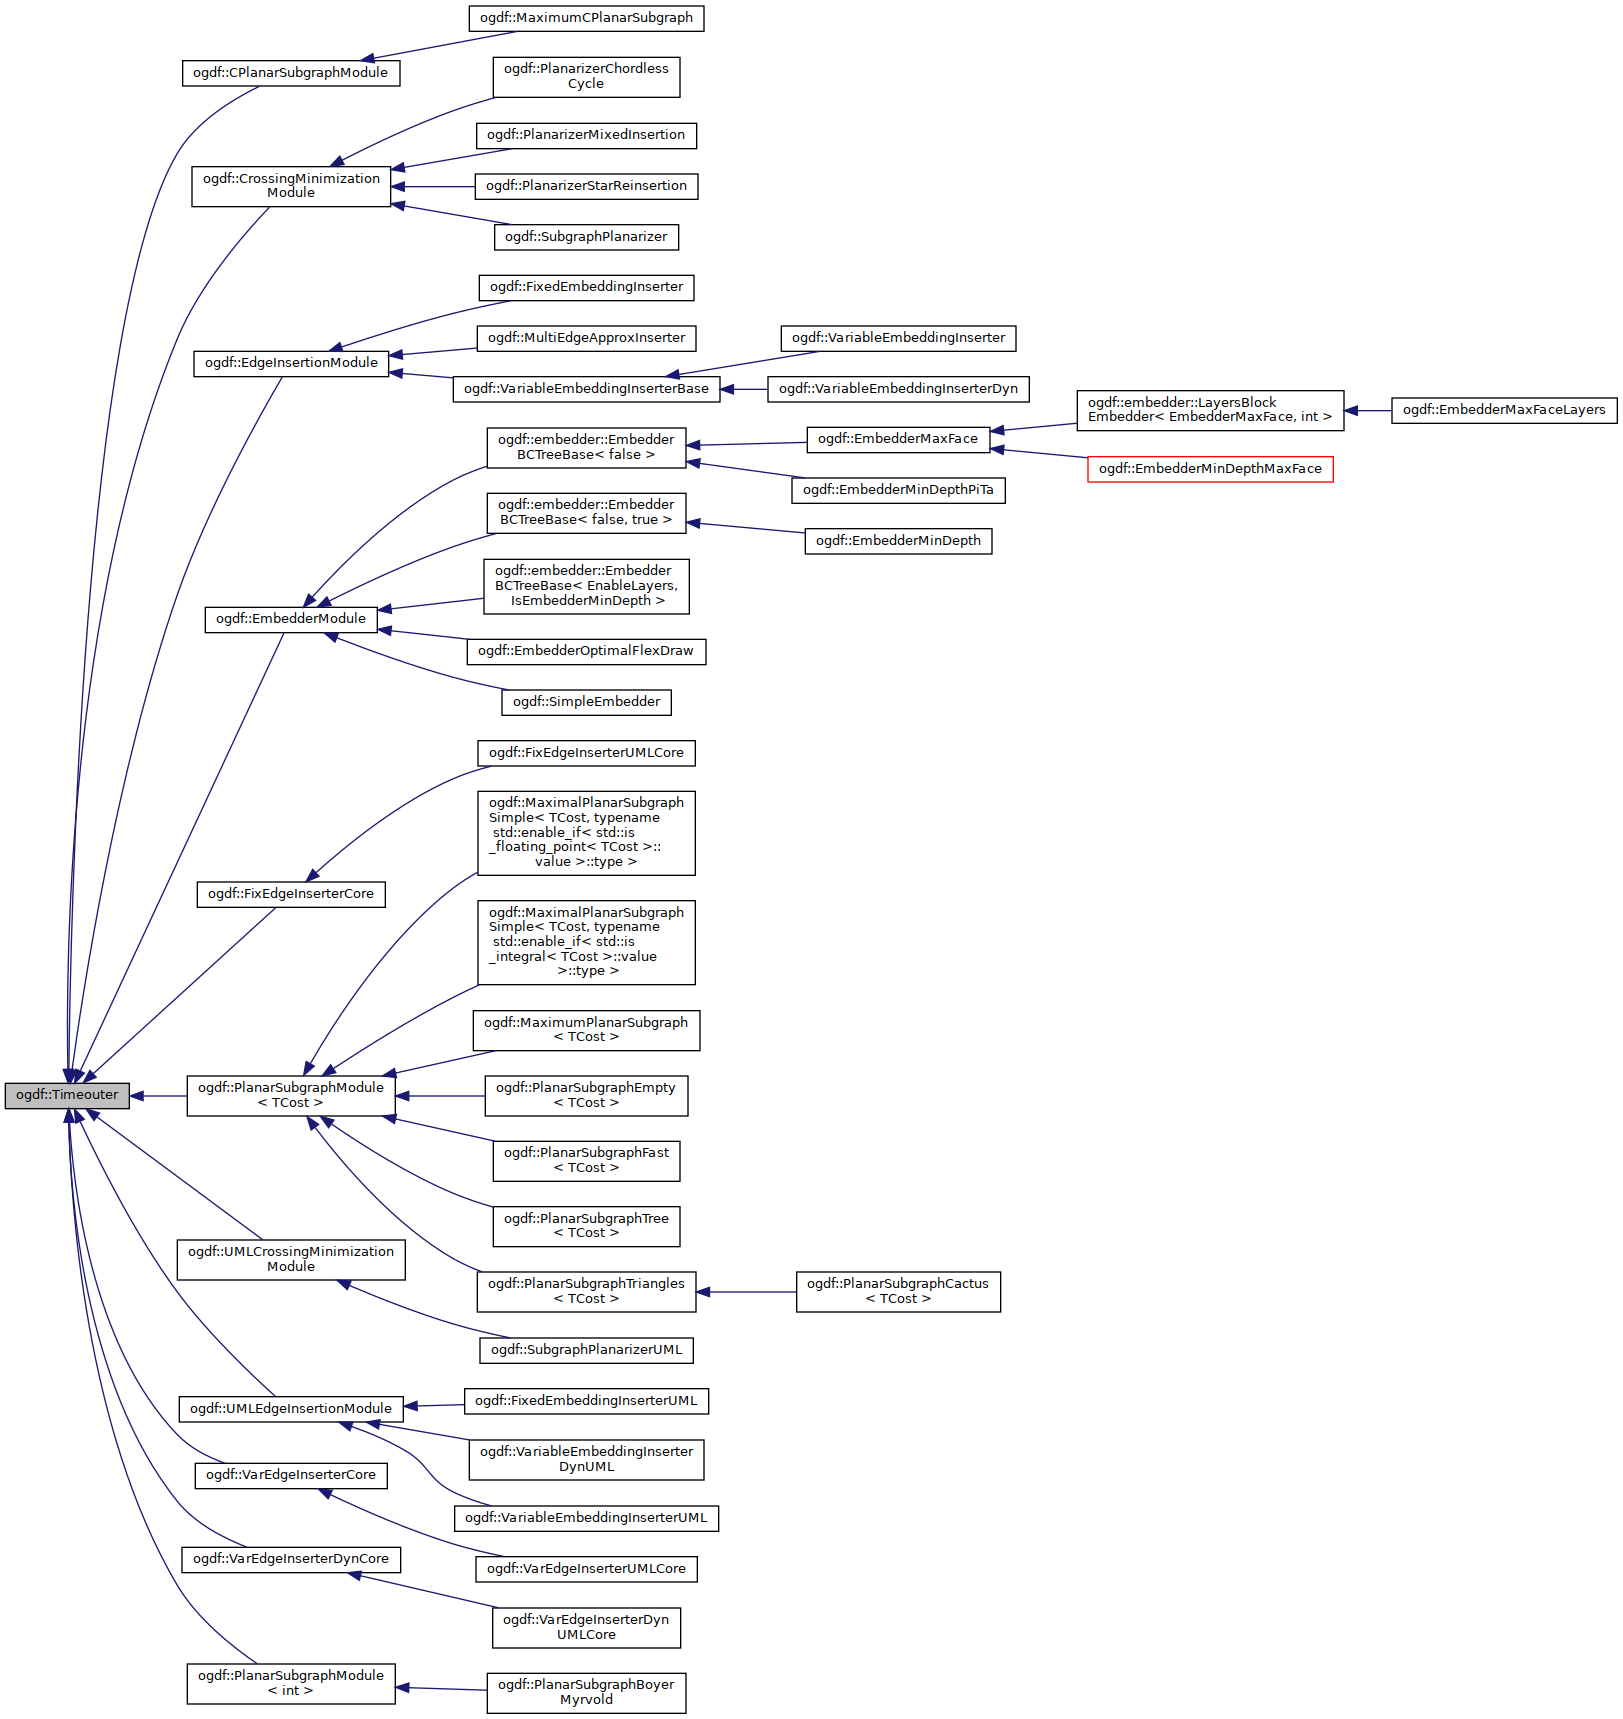 ogdf::MaximumCPlanarSubgraph
ogdf::CPlanarSubgraphModule
ogdf::PlanarizerChordless
Cycle
ogdf::PlanarizerMixedInsertion
ogdf::CrossingMinimization
Module
ogdf::PlanarizerStarReinsertion
ogdf::SubgraphPlanarizer
ogdf::FixedEmbeddingInserter
ogdf::MultiEdgeApproxInserter
ogdf::VariableEmbeddingInserter
ogdf::EdgeInsertionModule
ogdf::VariableEmbeddingInserterBase
ogdf::VariableEmbeddingInserterDyn
ogdf::embedder::LayersBlock
Embedder< EmbedderMaxFace, int >
ogdf::EmbedderMaxFaceLayers
ogdf::embedder::Embedder
BCTreeBase< false >
ogdf::EmbedderMaxFace
ogdf::EmbedderMinDepthMaxFace
ogdf::EmbedderMinDepthPiTa
ogdf::embedder::Embedder
BCTreeBase< false, true >
ogdf::EmbedderMinDepth
ogdf::embedder::Embedder
BCTreeBase< EnableLayers,
IsEmbedderMinDepth >
ogdf::EmbedderModule
ogdf::EmbedderOptimalFlexDraw
ogdf::SimpleEmbedder
ogdf::FixEdgeInserterUMLCore
ogdf::MaximalPlanarSubgraph
Simple< TCost, typename
std::enable_if< std::is
_floating_point< TCost >::
value >::type >
ogdf::FixEdgeInserterCore
ogdf::MaximalPlanarSubgraph
Simple< TCost, typename
std::enable_if< std::is
_integral< TCost >::value
>::type >
ogdf::MaximumPlanarSubgraph
< TCost >
ogdf::Timeouter
ogdf::PlanarSubgraphModule
< TCost >
ogdf::PlanarSubgraphEmpty
< TCost >
ogdf::PlanarSubgraphFast
< TCost >
ogdf::PlanarSubgraphTree
< TCost >
ogdf::UMLCrossingMinimization
Module
ogdf::PlanarSubgraphTriangles
< TCost >
ogdf::PlanarSubgraphCactus
< TCost >
ogdf::SubgraphPlanarizerUML
ogdf::UMLEdgeInsertionModule
ogdf::FixedEmbeddingInserterUML
ogdf::VariableEmbeddingInserter
DynUML
ogdf::VarEdgeInserterCore
ogdf::VariableEmbeddingInserterUML
ogdf::VarEdgeInserterDynCore
ogdf::VarEdgeInserterUMLCore
ogdf::VarEdgeInserterDyn
UMLCore
ogdf::PlanarSubgraphModule
< int >
ogdf::PlanarSubgraphBoyer
Myrvold